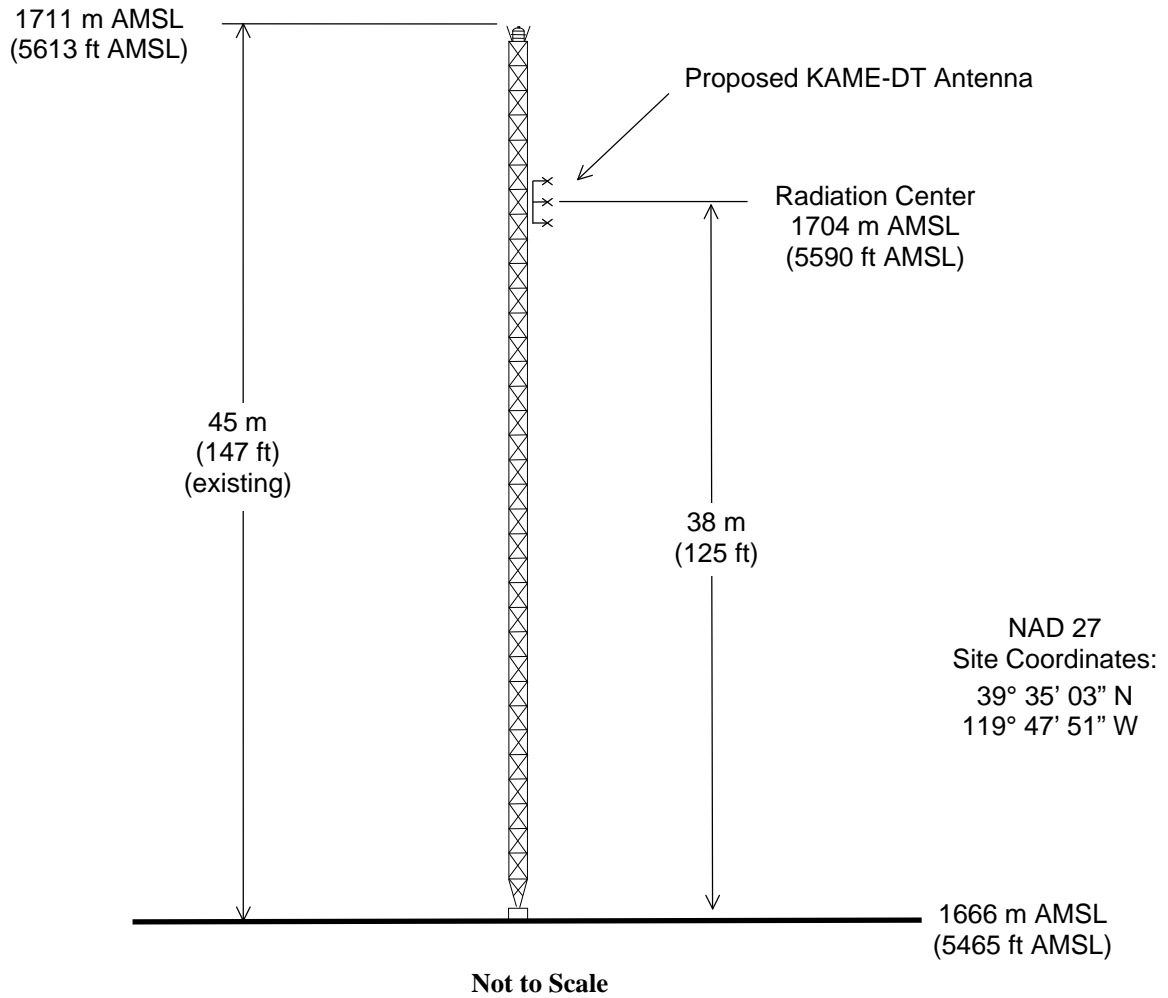 1711 m AMSL
(5613 ft AMSL)
Proposed KAME-DT Antenna
Radiation Center
1704 m AMSL
(5590 ft AMSL)
45 m
(147 ft)
(existing)
38 m
(125 ft)
NAD 27
Site Coordinates:
39° 35’ 03” N
119° 47’ 51” W
1666 m AMSL
(5465 ft AMSL)
Not to Scale